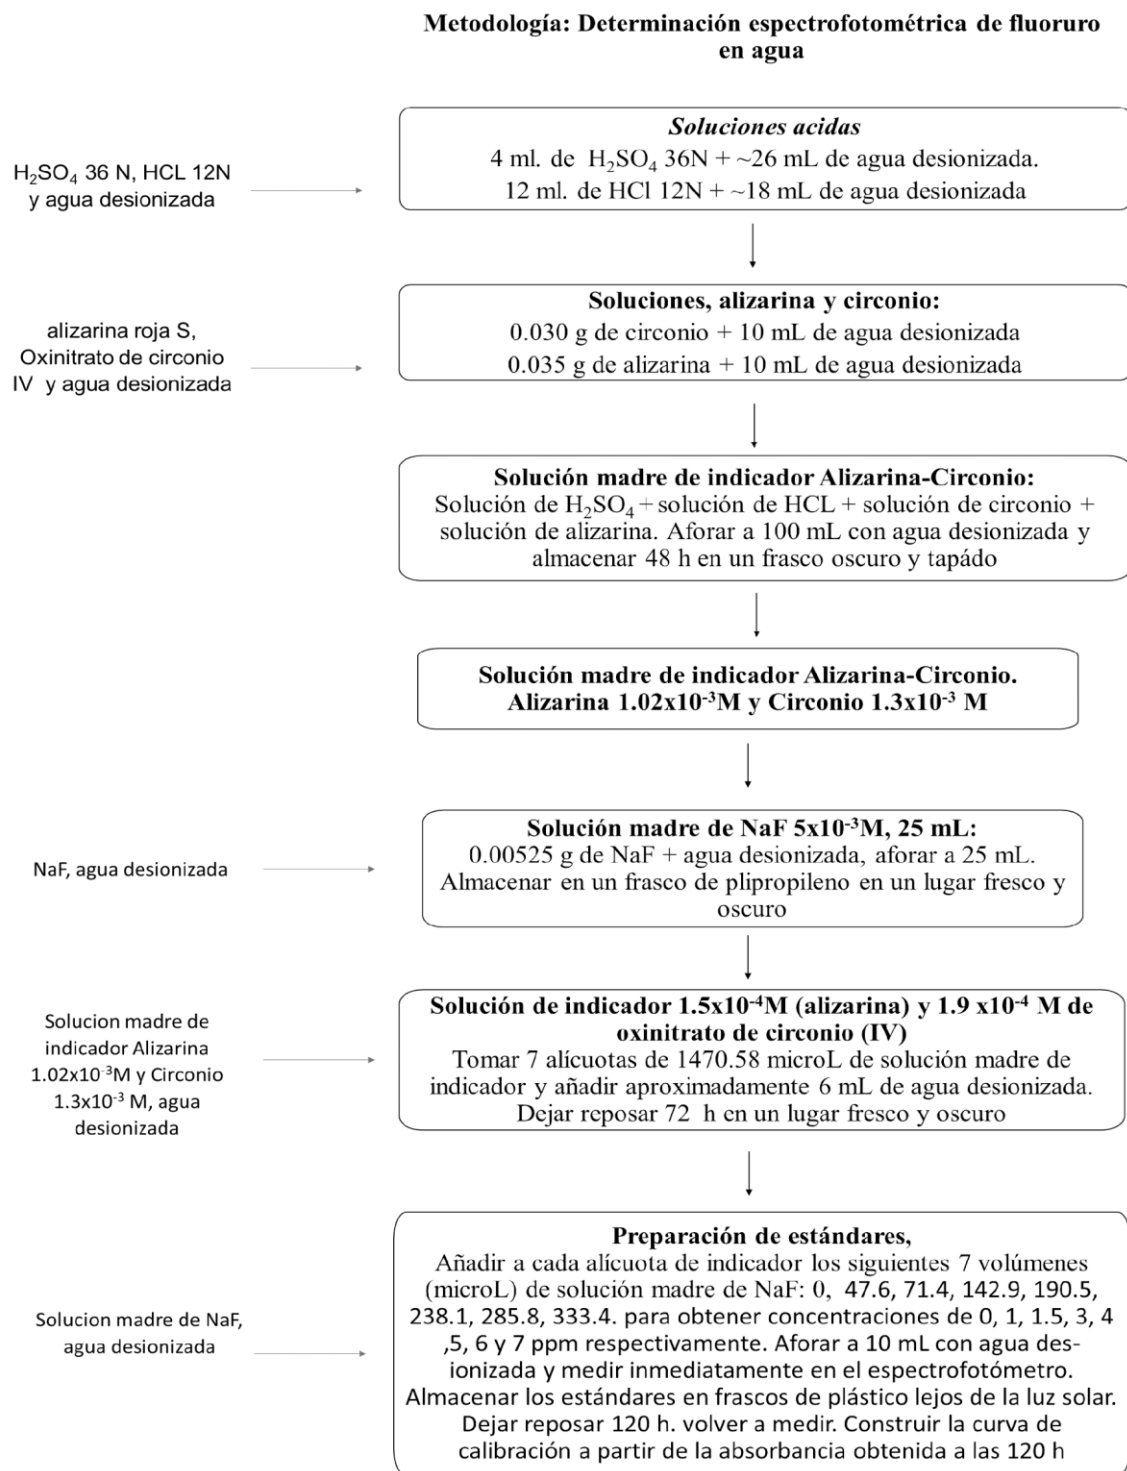 Metodología: Determinación espectrofotométrica de fluoruro
en agua
H₂SO₄ 36 N, HCL 12N
y agua desionizada
Soluciones acidas
4 ml. de H₂SO₄ 36N + ~26 mL de agua desionizada.
12 ml. de HCl 12N + ~18 mL de agua desionizada
alizarina roja S,
Oxinitrato de circonio
IV y agua desionizada
Soluciones, alizarina y circonio:
0.030 g de circonio + 10 mL de agua desionizada
0.035 g de alizarina + 10 mL de agua desionizada
Solución madre de indicador Alizarina-Circonio:
Solución de H₂SO₄ + solución de HCL + solución de circonio +
solución de alizarina. Aforar a 100 mL con agua desionizada y
almacenar 48 h en un frasco oscuro y tapádo
Solución madre de indicador Alizarina-Circonio.
Alizarina 1.02x10⁻³M y Circonio 1.3x10⁻³ M
NaF, agua desionizada
Solución madre de NaF 5x10⁻³M, 25 mL:
0.00525 g de NaF + agua desionizada, aforar a 25 mL.
Almacenar en un frasco de plipropileno en un lugar fresco y
oscuro
Solucion madre de
indicador Alizarina
1.02x10⁻³M y Circonio
1.3x10⁻³ M, agua
desionizada
Solución de indicador 1.5x10⁻⁴M (alizarina) y 1.9 x10⁻⁴ M de
oxinitrato de circonio (IV)
Tomar 7 alícuotas de 1470.58 microL de solución madre de
indicador y añadir aproximadamente 6 mL de agua desionizada.
Dejar reposar 72 h en un lugar fresco y oscuro
Solucion madre de NaF,
agua desionizada
Preparación de estándares,
Añadir a cada alícuota de indicador los siguientes 7 volúmenes
(microL) de solución madre de NaF: 0, 47.6, 71.4, 142.9, 190.5,
238.1, 285.8, 333.4. para obtener concentraciones de 0, 1, 1.5, 3, 4
,5, 6 y 7 ppm respectivamente. Aforar a 10 mL con agua des-
ionizada y medir inmediatamente en el espectrofotómetro.
Almacenar los estándares en frascos de plástico lejos de la luz solar.
Dejar reposar 120 h. volver a medir. Construir la curva de
calibración a partir de la absorbancia obtenida a las 120 h